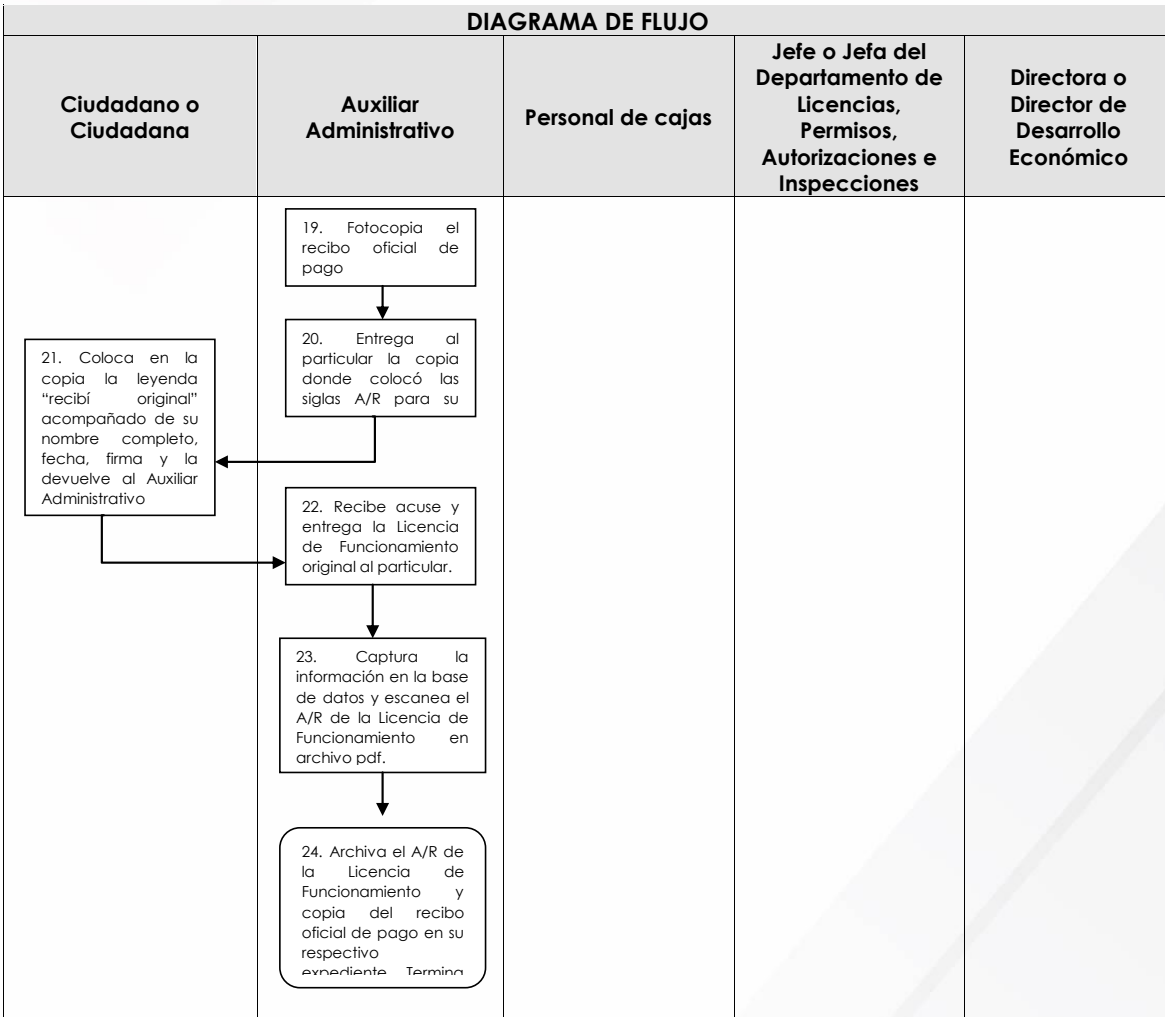 DIAGRAMA DE FLUJO
Ciudadano o
Ciudadana
Auxiliar
Administrativo
Personal de cajas
Jefe o Jefa del
Departamento de
Licencias,
Permisos,
Autorizaciones e
Inspecciones
Directora o
Director de
Desarrollo
Económico
19. Fotocopia el
recibo oficial de
pago
20. Entrega al
particular la copia
donde colocó las
siglas A/R para su
21. Coloca en la
copia la leyenda
“recibí original”
acompañado de su
nombre completo,
fecha, firma y la
devuelve al Auxiliar
Administrativo
22. Recibe acuse y
entrega la Licencia
de Funcionamiento
original al particular.
23. Captura la
información en la base
de datos y escanea el
A/R de la Licencia de
Funcionamiento en
archivo pdf.
24. Archiva el A/R de
la Licencia de
Funcionamiento y
copia del recibo
oficial de pago en su
respectivo
expediente. Termina